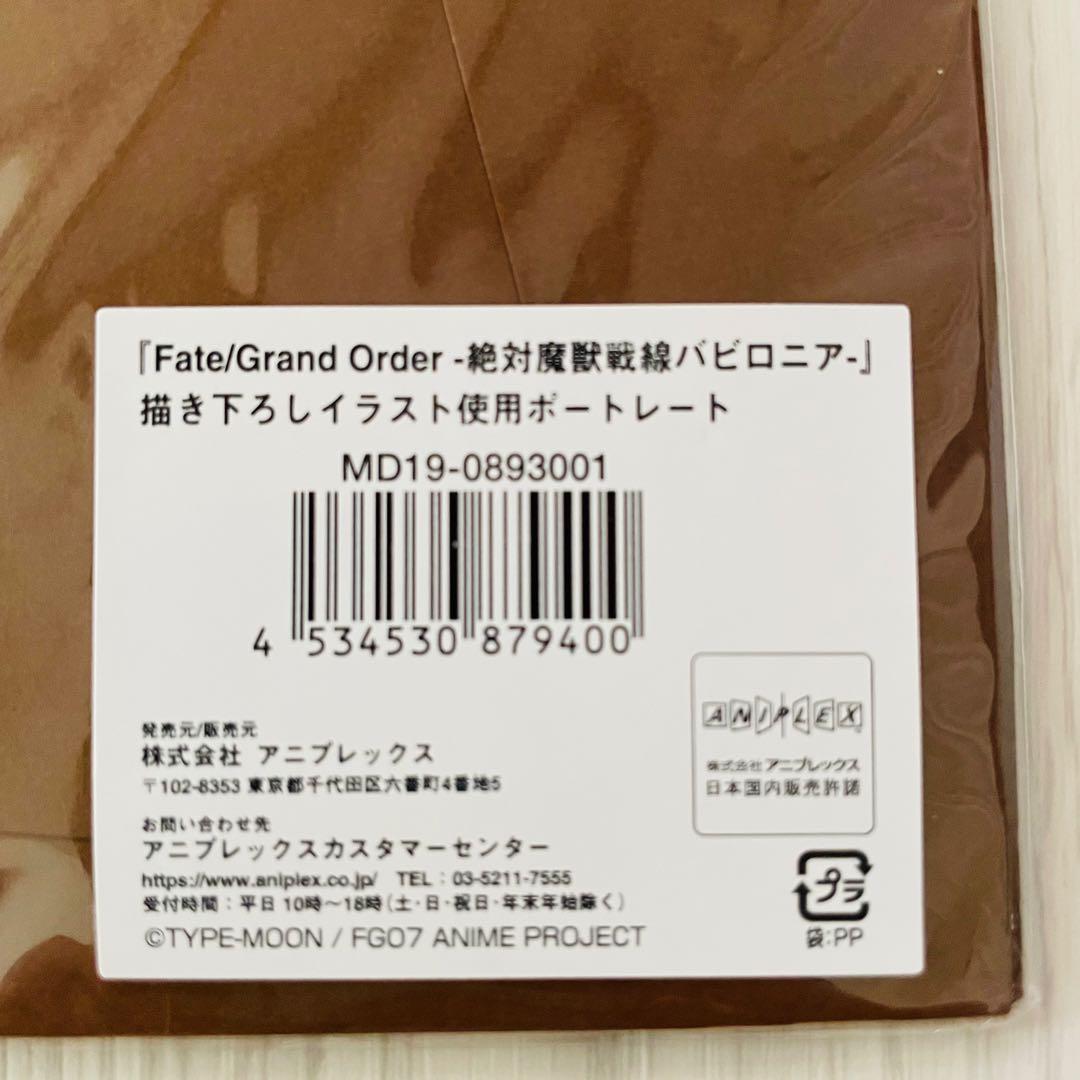 『Fate/Grand Order -絶対魔獣戦線バビロニア-』
描き下ろしイラスト使用ポートレート
MD19-0893001
4 534530 879400
発売元/販売元
株式会社 アニプレックス
〒102-8353 東京都千代田区六番町4番地5
お問い合わせ先
アニプレックスカスタマーセンター
https://www.aniplex.co.jp/ TEL：03-5211-7555
受付時間：平日 10時～18時(土・日・祝日・年末年始除く)
©TYPE-MOON / FGO7 ANIME PROJECT
ANIPLEX
株式会社アニプレックス
日本国内販売許諾
プラ
袋:PP